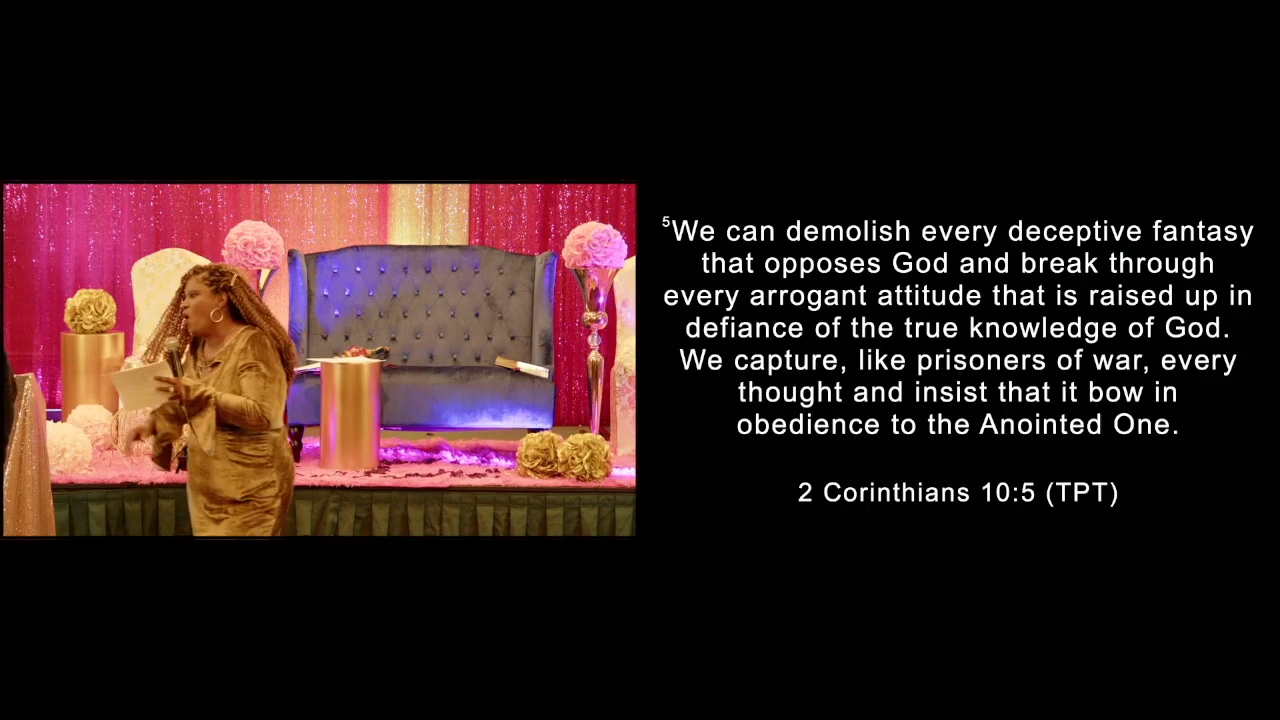 ⁵We can demolish every deceptive fantasy
that opposes God and break through
every arrogant attitude that is raised up in
defiance of the true knowledge of God.
We capture, like prisoners of war, every
thought and insist that it bow in
obedience to the Anointed One.
2 Corinthians 10:5 (TPT)